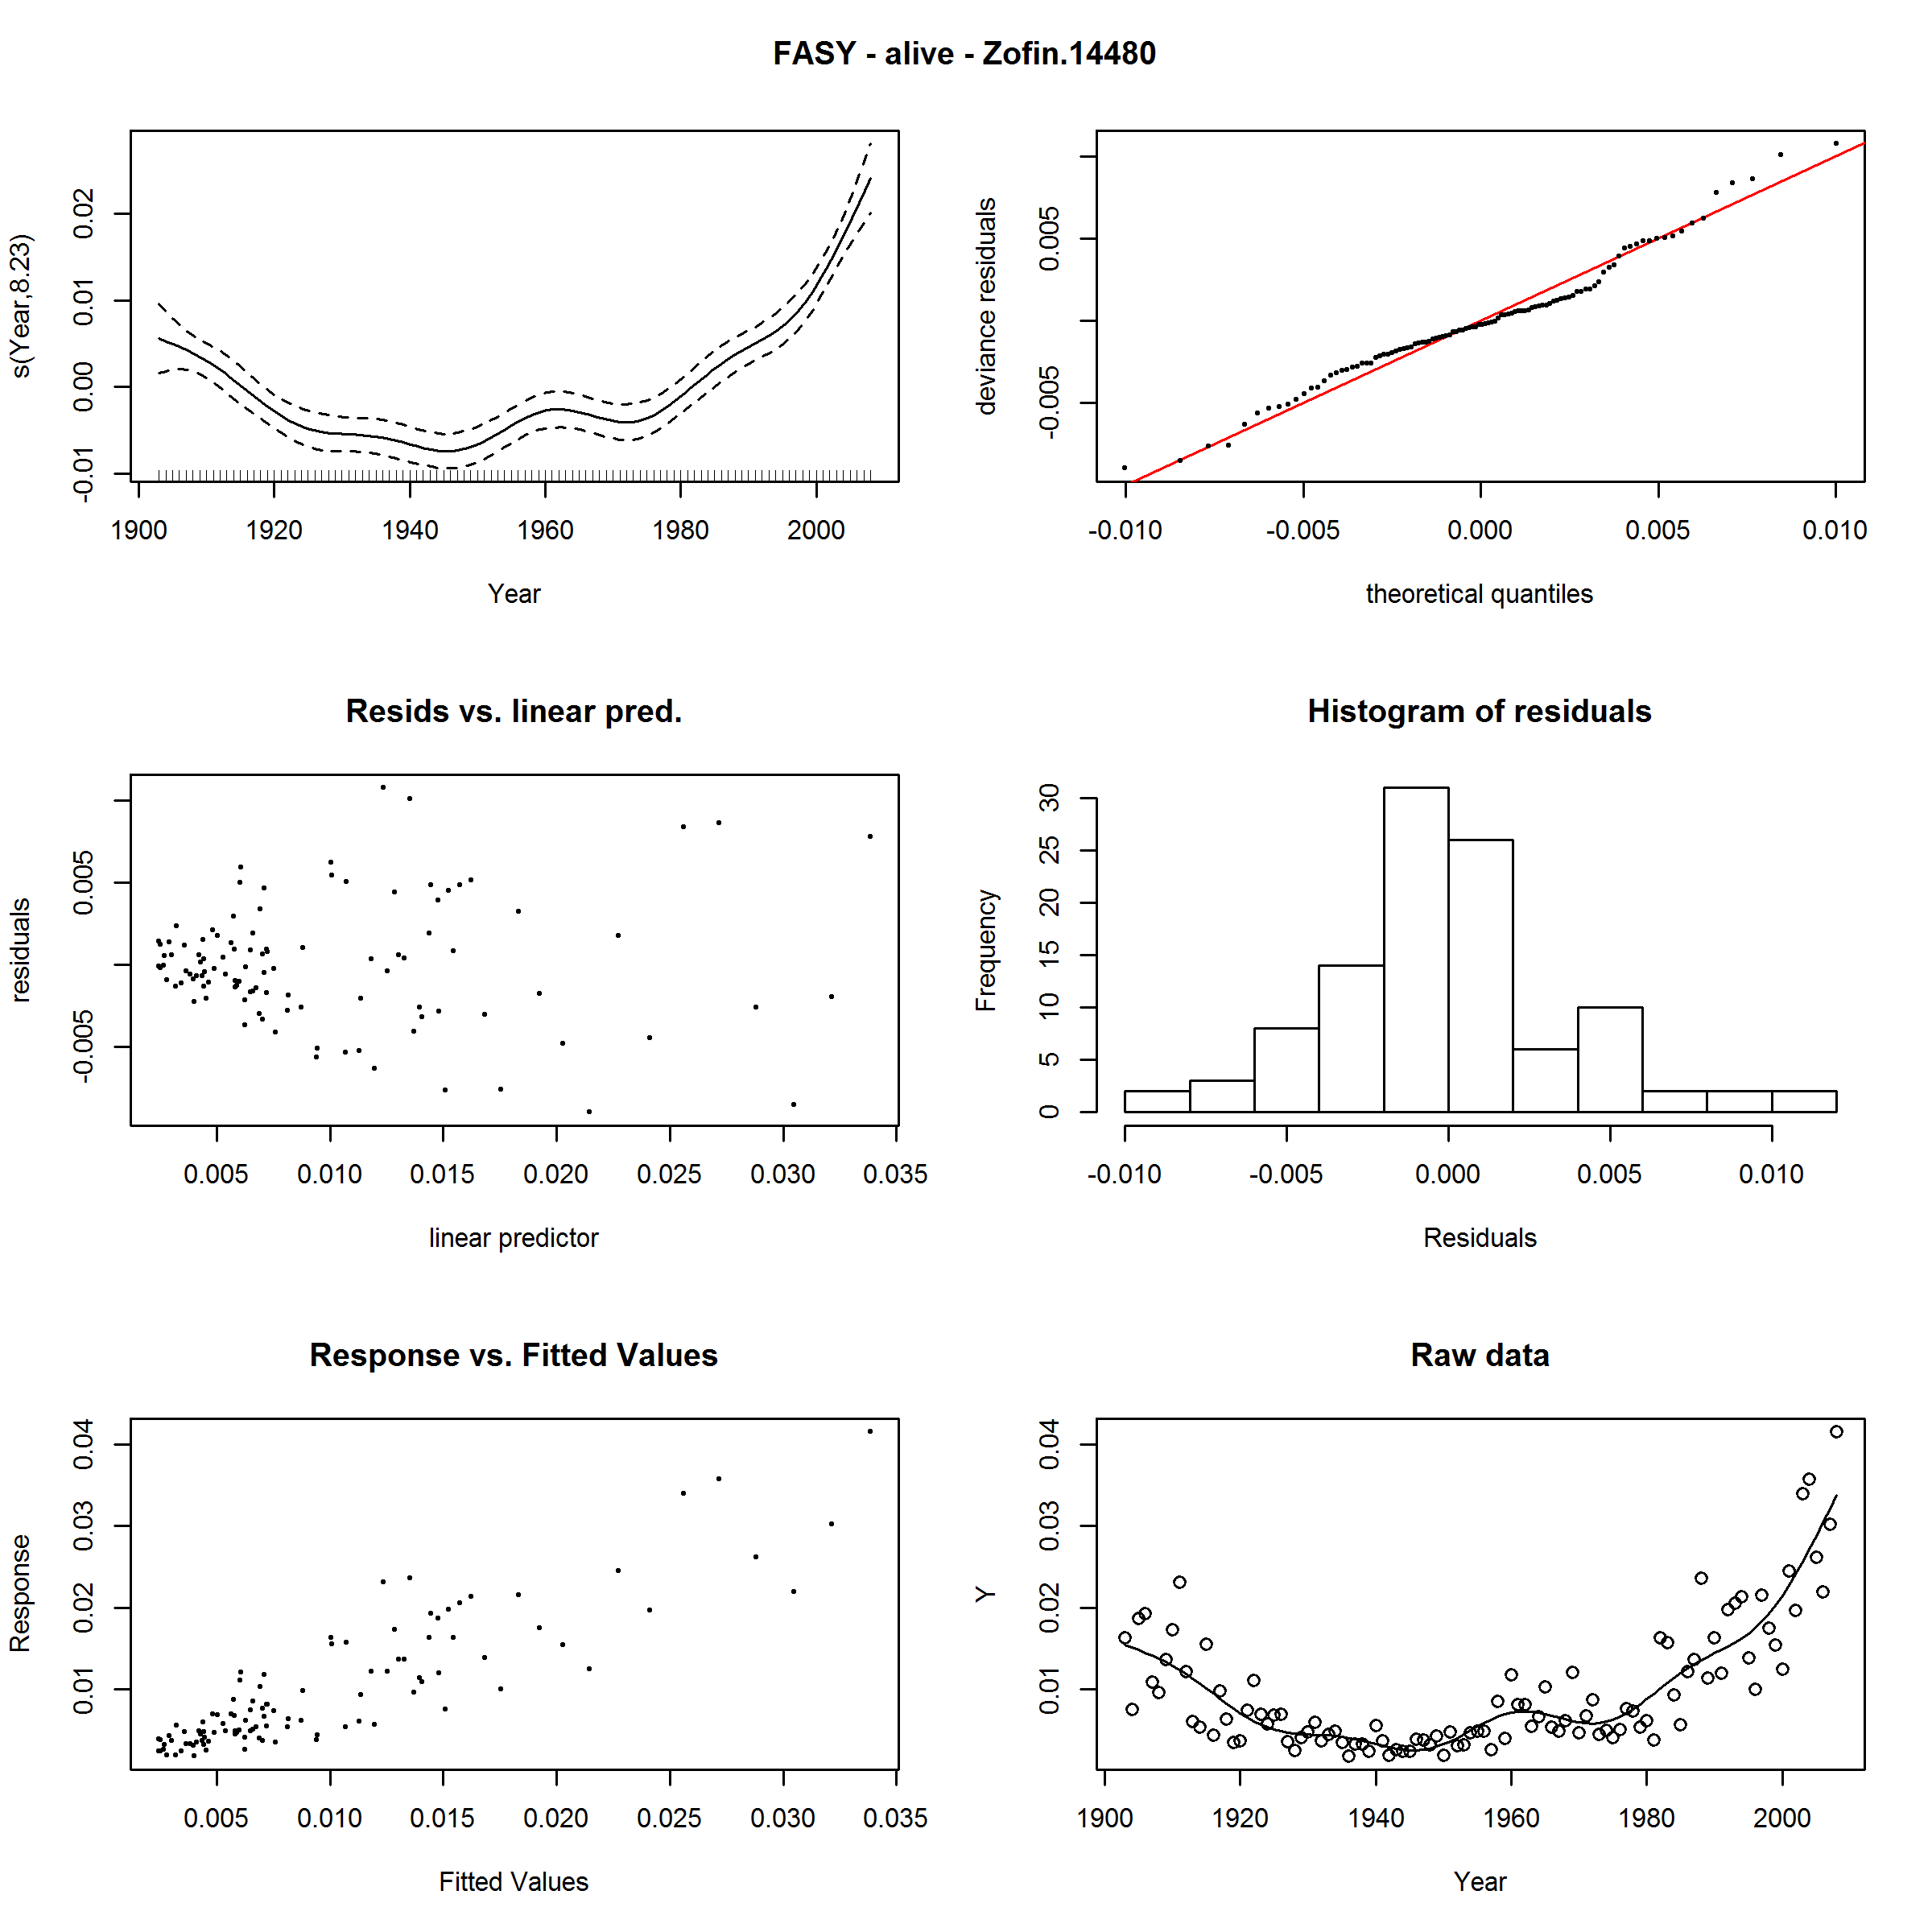 FASY - alive - Zofin.14480
s(Year,8.23)
-0.01 0.00 0.01 0.02
1900 1920 1940 1960 1980 2000
Year
deviance residuals
-0.005 0.005
-0.010 -0.005 0.000 0.005 0.010
theoretical quantiles
Resids vs. linear pred.
residuals
-0.005 0.005
0.005 0.010 0.015 0.020 0.025 0.030 0.035
linear predictor
Histogram of residuals
Frequency
0 5 10 15 20 25 30
-0.010 -0.005 0.000 0.005 0.010
Residuals
Response vs. Fitted Values
Response
0.01 0.02 0.03 0.04
0.005 0.010 0.015 0.020 0.025 0.030 0.035
Fitted Values
Raw data
Y
0.01 0.02 0.03 0.04
1900 1920 1940 1960 1980 2000
Year